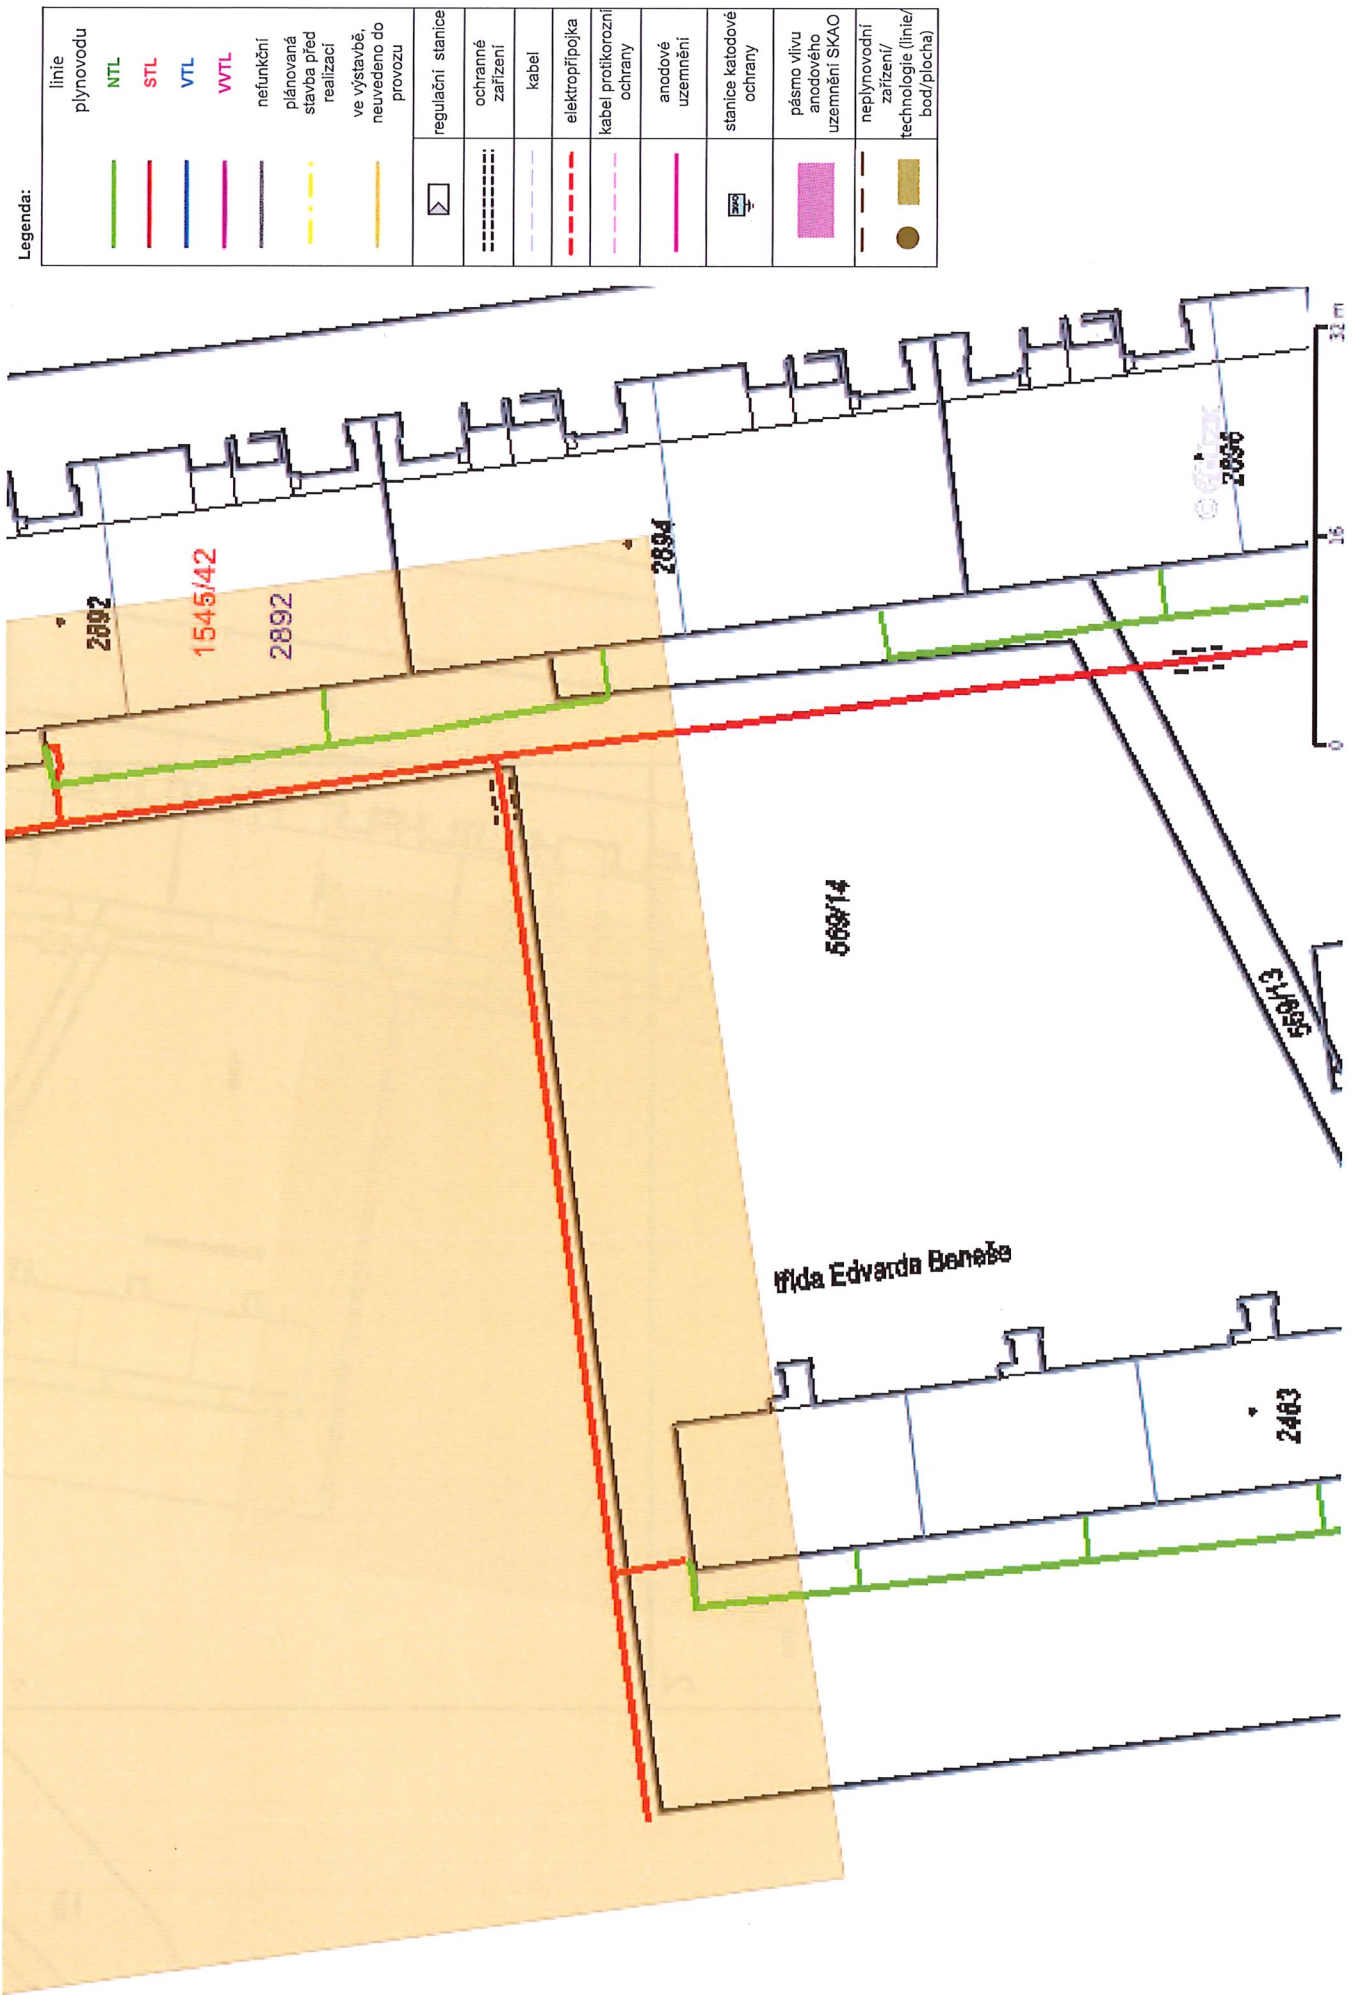 Legenda:
linie
plynovodu
NTL
STL
VTL
VVTL
nefunkční
plánovaná
stavba před
realizací
ve výstavbě,
neuvedeno do
provozu
regulační stanice
ochranné
zařízení
kabel
elektropřípojka
kabel protikorozní
ochrany
anodové
uzemnění
stanice katodové
ochrany
pásmo vlivu
anodového
uzemnění SKAO
neplynovodní
zařízení/
technologie (linie/
bod/plocha)
2892
1545/42
2892
2894
2896
569/14
569/13
třída Edvarda Beneše
2483
0
16
32 m